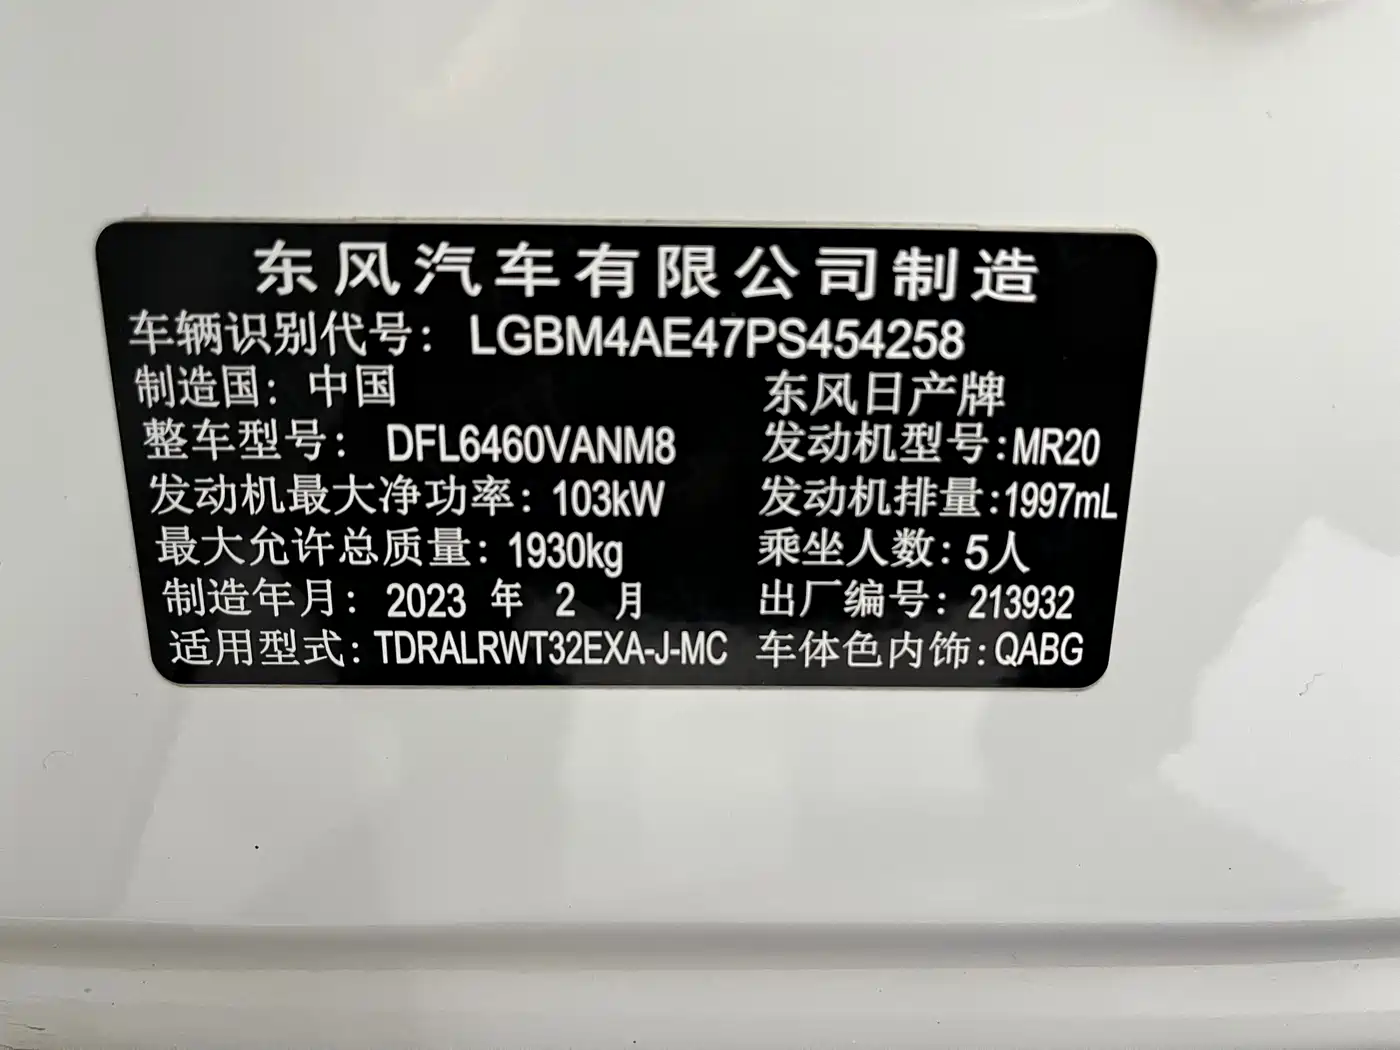 东风汽车有限公司制造
车辆识别代号: LGBM4AE47PS454258
制造国: 中国 东风日产牌
整车型号: DFL6460VANM8 发动机型号:MR20
发动机最大净功率: 103kW 发动机排量:1997mL
最大允许总质量: 1930kg 乘坐人数: 5人
制造年月: 2023 年 2 月 出厂编号: 213932
适用型式: TDRALRWT32EXA-J-MC 车体色内饰:QABG